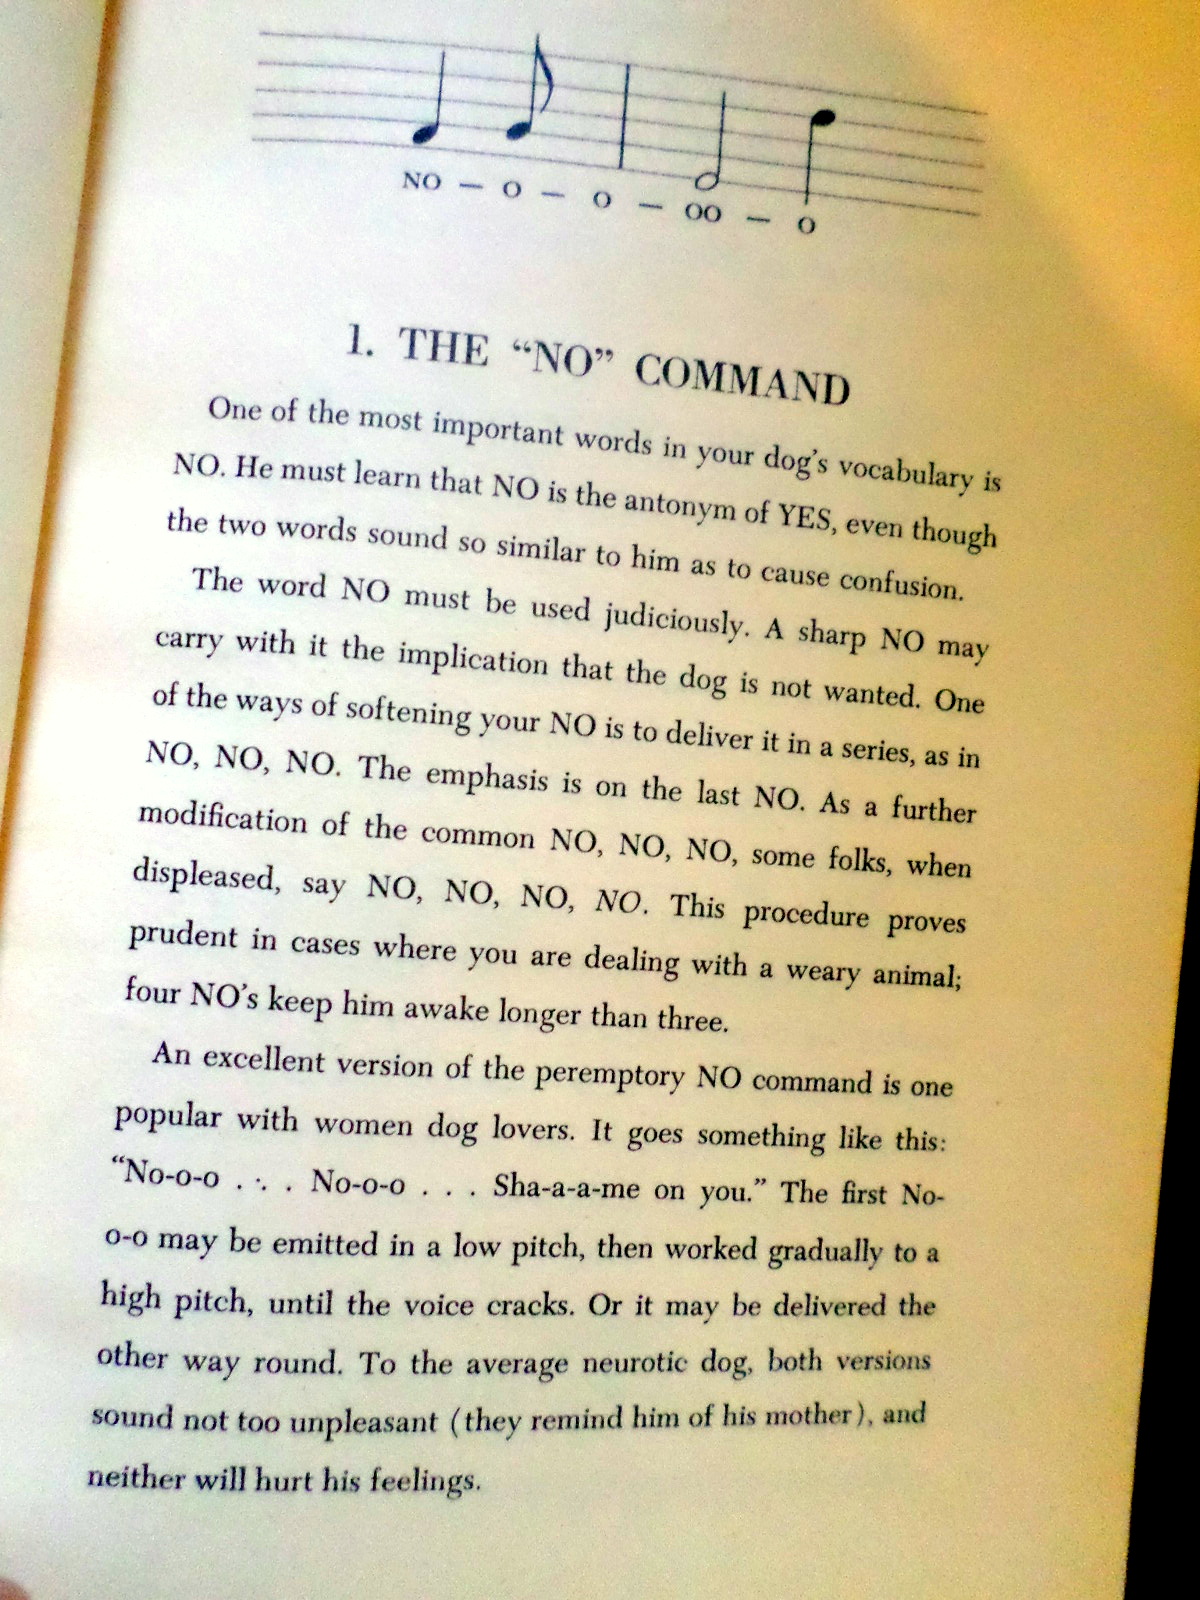 NO — O — O — OO — O
1. THE “NO” COMMAND
One of the most important words in your dog’s vocabulary is
NO. He must learn that NO is the antonym of YES, even though
the two words sound so similar to him as to cause confusion.
The word NO must be used judiciously. A sharp NO may
carry with it the implication that the dog is not wanted. One
of the ways of softening your NO is to deliver it in a series, as in
NO, NO, NO. The emphasis is on the last NO. As a further
modification of the common NO, NO, NO, some folks, when
displeased, say NO, NO, NO, NO. This procedure proves
prudent in cases where you are dealing with a weary animal;
four NO’s keep him awake longer than three.
An excellent version of the peremptory NO command is one
popular with women dog lovers. It goes something like this:
“No-o-o . . . No-o-o . . . Sha-a-a-me on you.” The first No-
o-o may be emitted in a low pitch, then worked gradually to a
high pitch, until the voice cracks. Or it may be delivered the
other way round. To the average neurotic dog, both versions
sound not too unpleasant (they remind him of his mother), and
neither will hurt his feelings.